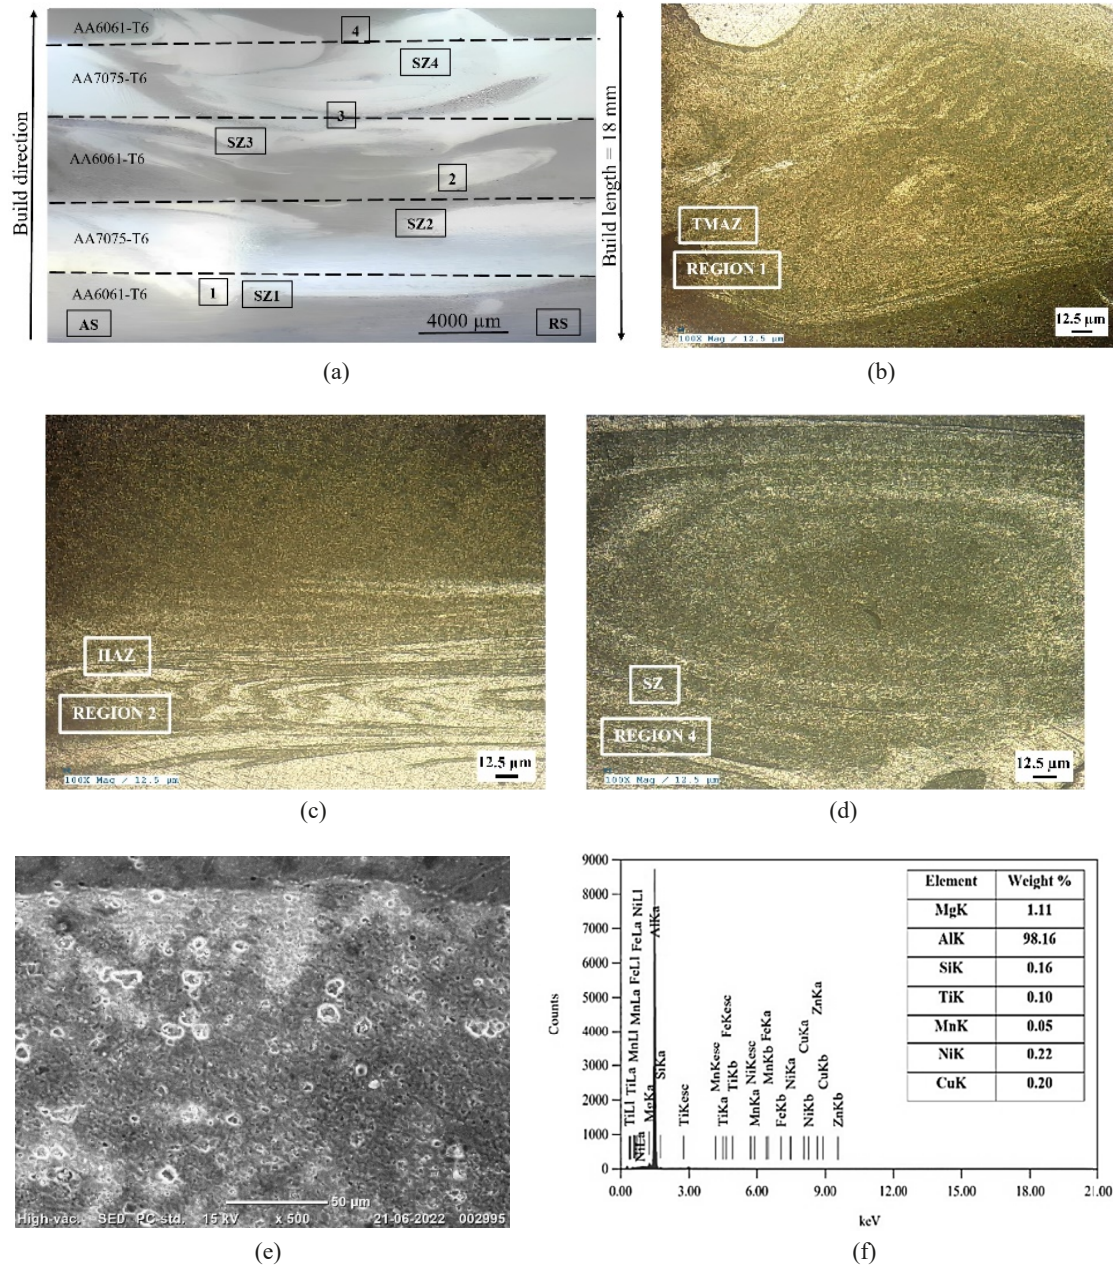 Build direction
AA6061-T6
AA7075-T6
AA6061-T6
AA7075-T6
AA6061-T6
4
SZ4
3
SZ3
2
SZ2
1
SZ1
AS
4000 µm
RS
Build length = 18 mm
(a)
TMAZ
REGION 1
100X Mag / 12.5 µm
12.5 µm
(b)
HAZ
REGION 2
100X Mag / 12.5 µm
12.5 µm
(c)
SZ
REGION 4
100X Mag / 12.5 µm
12.5 µm
(d)
50 µm
High-vac. SED PC-std. 15 kV x 500 21-06-2022 002995
(e)
Counts
9000
8000
7000
6000
5000
4000
3000
2000
1000
0
0.00 3.00 6.00 9.00 12.00 15.00 18.00 21.00
keV
TiLl TiLa MnLl MnLa FeLl FeLa NiLl
NiLa
MgKa
AlKa
SiKa
TiKesc
TiKa MnKesc
TiKb FeKesc
MnKa NiKesc
MnKb FeKa
FeKb
NiKa
NiKb CuKa
CuKb ZnKa
ZnKb
Element Weight %
MgK 1.11
AlK 98.16
SiK 0.16
TiK 0.10
MnK 0.05
NiK 0.22
CuK 0.20
(f)